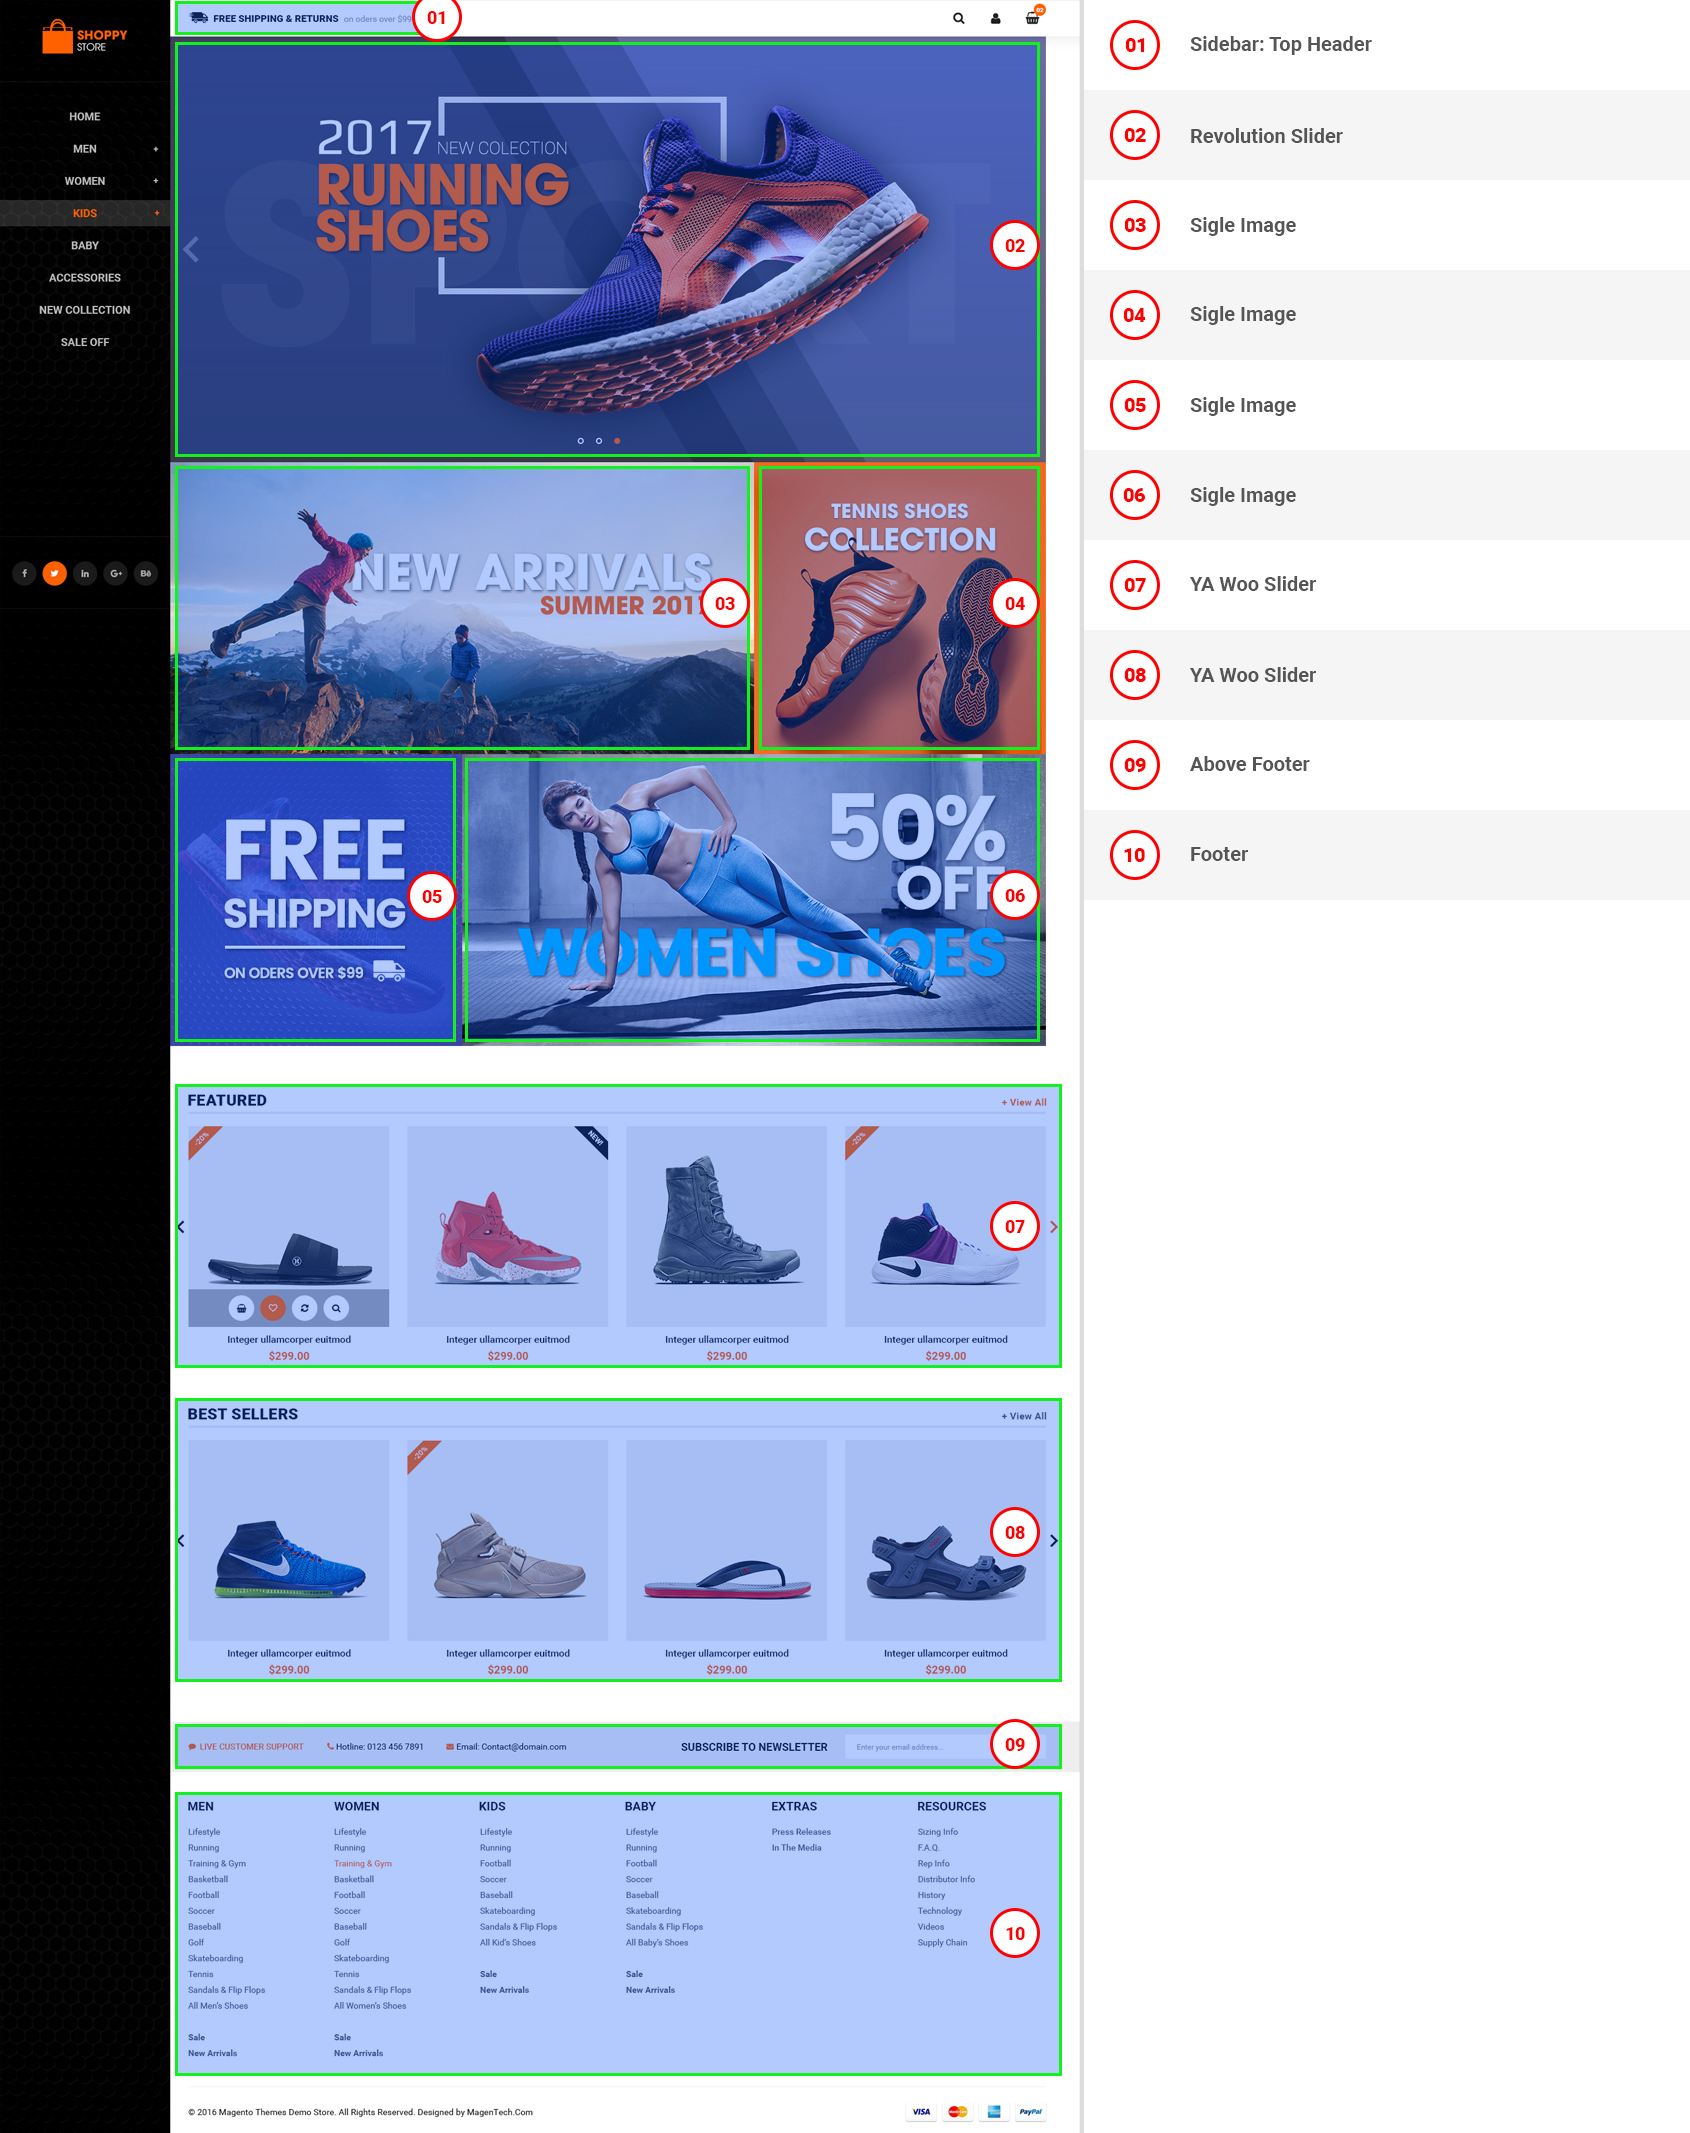 SHOPPY
STORE
HOME
MEN +
WOMEN +
KIDS +
BABY
ACCESSORIES
NEW COLLECTION
SALE OFF
f in G+ Bē
FREE SHIPPING & RETURNS on oders over $99
01
02
SPORT
2017 NEW COLECTION
RUNNING
SHOES
02
NEW ARRIVALS
SUMMER 2017
03
TENNIS SHOES
COLLECTION
04
FREE
SHIPPING
ON ODERS OVER $99
05
50%
OFF
WOMEN SHOES
06
FEATURED + View All
-20% NEW! -20%
07
Integer ullamcorper euitmod Integer ullamcorper euitmod Integer ullamcorper euitmod Integer ullamcorper euitmod
$299.00 $299.00 $299.00 $299.00
BEST SELLERS + View All
-20%
08
Integer ullamcorper euitmod Integer ullamcorper euitmod Integer ullamcorper euitmod Integer ullamcorper euitmod
$299.00 $299.00 $299.00 $299.00
LIVE CUSTOMER SUPPORT Hotline: 0123 456 7891 Email: Contact@domain.com SUBSCRIBE TO NEWSLETTER Enter your email address... 09
MEN
Lifestyle
Running
Training & Gym
Basketball
Football
Soccer
Baseball
Golf
Skateboarding
Tennis
Sandals & Flip Flops
All Men's Shoes
Sale
New Arrivals
WOMEN
Lifestyle
Running
Training & Gym
Basketball
Football
Soccer
Baseball
Golf
Skateboarding
Tennis
Sandals & Flip Flops
All Women's Shoes
Sale
New Arrivals
KIDS
Lifestyle
Running
Football
Soccer
Baseball
Skateboarding
Sandals & Flip Flops
All Kid's Shoes
Sale
New Arrivals
BABY
Lifestyle
Running
Football
Soccer
Baseball
Skateboarding
Sandals & Flip Flops
All Baby's Shoes
Sale
New Arrivals
EXTRAS
Press Releases
In The Media
RESOURCES
Sizing Info
F.A.Q.
Rep Info
Distributor Info
History
Technology
Videos
Supply Chain
10
© 2016 Magento Themes Demo Store. All Rights Reserved. Designed by MagenTech.Com
VISA PayPal
01 Sidebar: Top Header
02 Revolution Slider
03 Sigle Image
04 Sigle Image
05 Sigle Image
06 Sigle Image
07 YA Woo Slider
08 YA Woo Slider
09 Above Footer
10 Footer